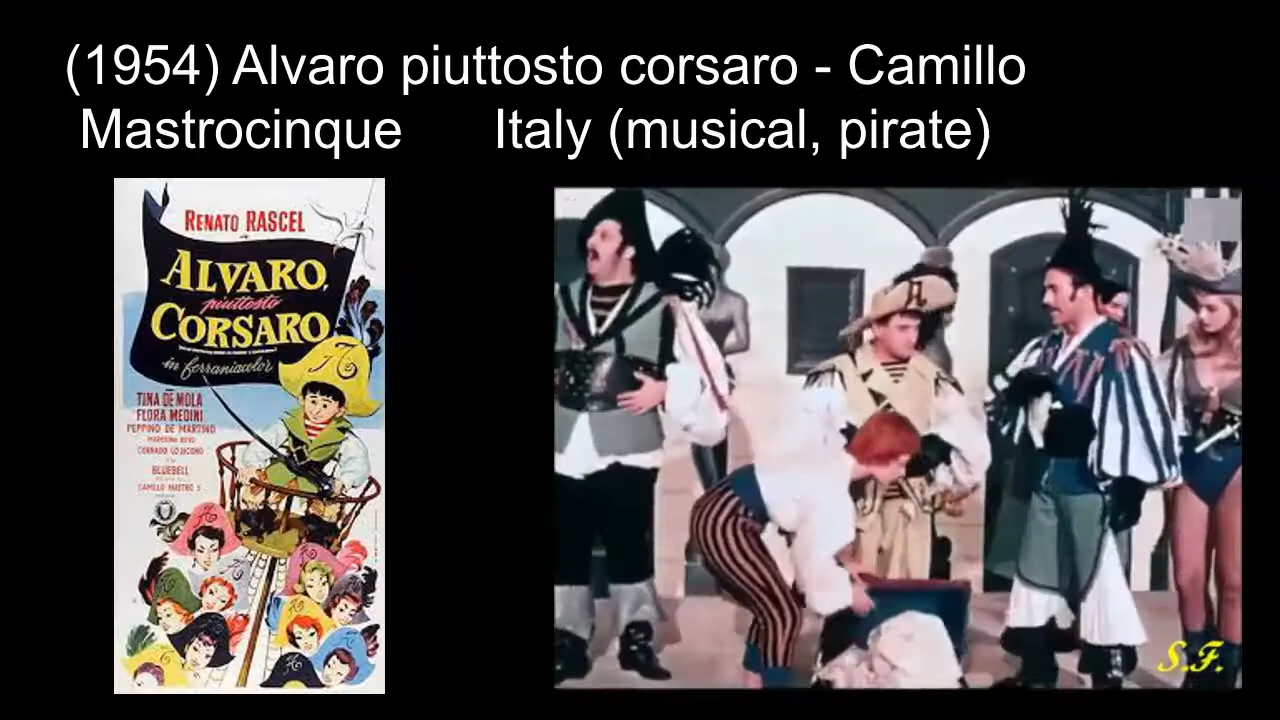 (1954) Alvaro piuttosto corsaro - Camillo
Mastrocinque Italy (musical, pirate)
RENATO RASCEL
in
ALVARO,
piuttosto
CORSARO
in ferraniacolor
TINA DE MOLA
FLORA MEDINI
PEPPINO DE MARTINO
BLUEBELL
S.F.